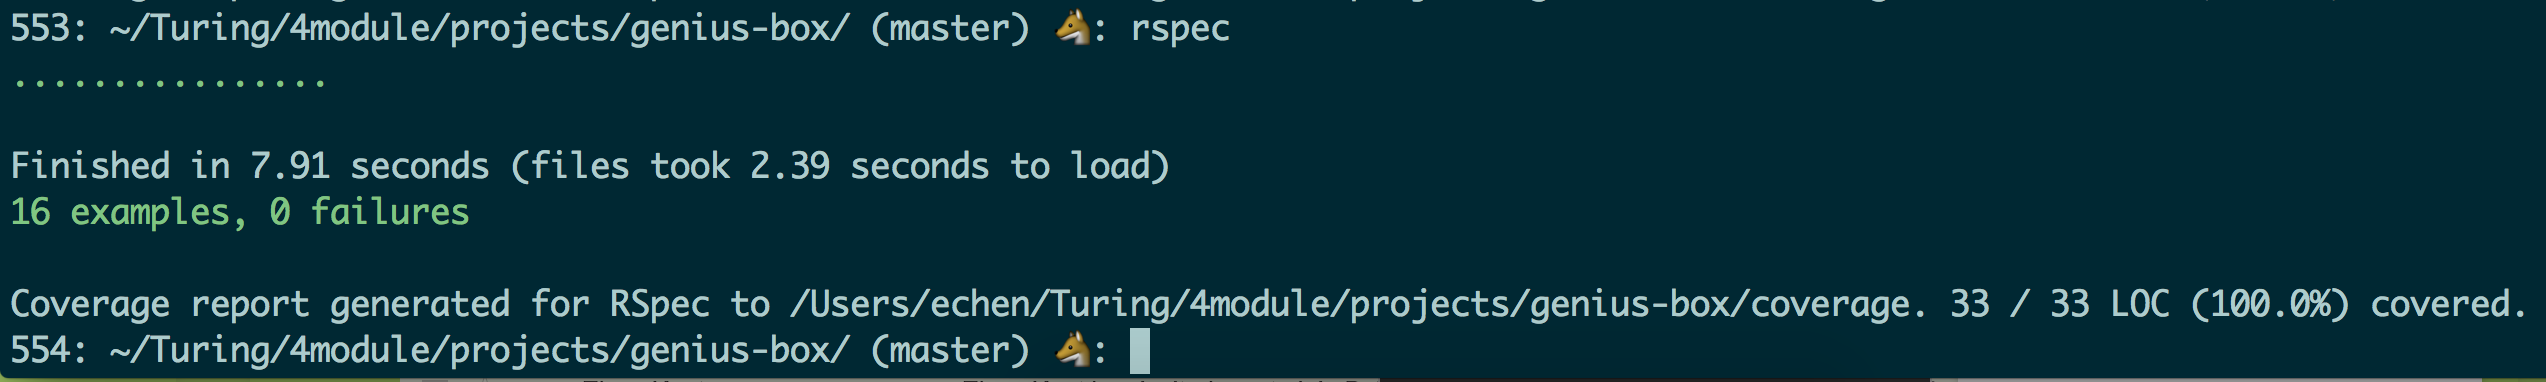 553: ~/Turing/4module/projects/genius-box/ (master) 🐴: rspec
................
Finished in 7.91 seconds (files took 2.39 seconds to load)
16 examples, 0 failures
Coverage report generated for RSpec to /Users/echen/Turing/4module/projects/genius-box/coverage. 33 / 33 LOC (100.0%) covered.
554: ~/Turing/4module/projects/genius-box/ (master) 🐴: